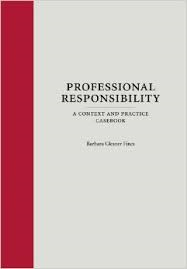 PROFESSIONAL
RESPONSIBILITY
A CONTEXT AND PRACTICE
CASEBOOK
Barbara Glesner Fines